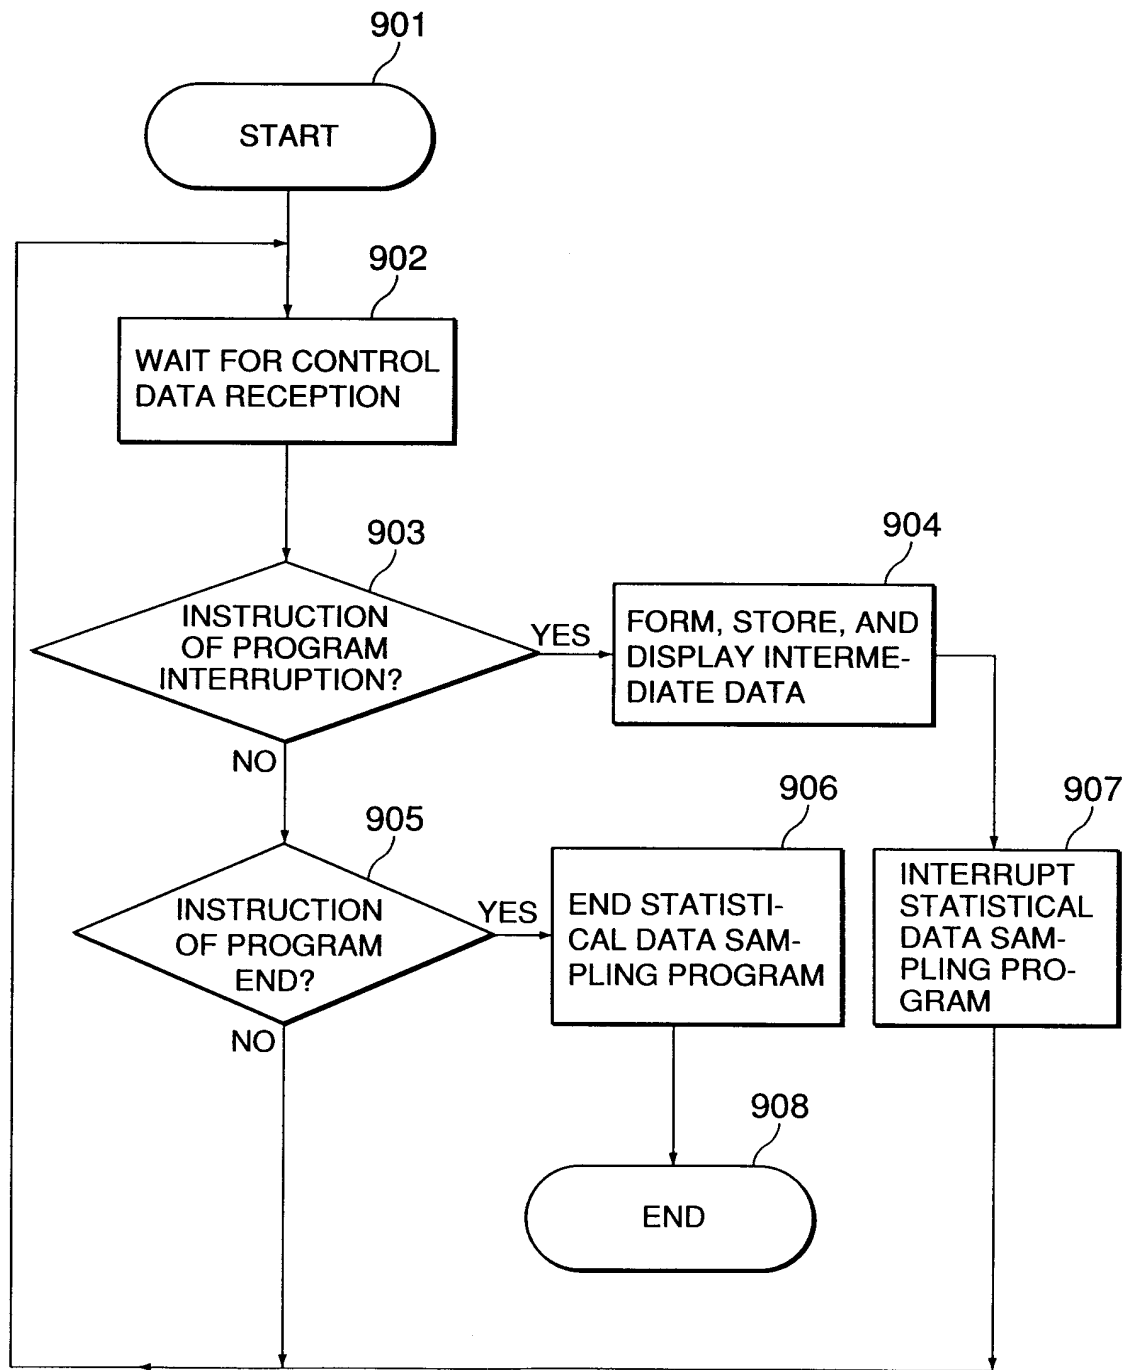 901
START
902
WAIT FOR CONTROL
DATA RECEPTION
903
INSTRUCTION
OF PROGRAM
INTERRUPTION?
YES
NO
904
FORM, STORE, AND
DISPLAY INTERME-
DIATE DATA
905
INSTRUCTION
OF PROGRAM
END?
YES
NO
906
END STATISTI-
CAL DATA SAM-
PLING PROGRAM
907
INTERRUPT
STATISTICAL
DATA SAM-
PLING PRO-
GRAM
908
END